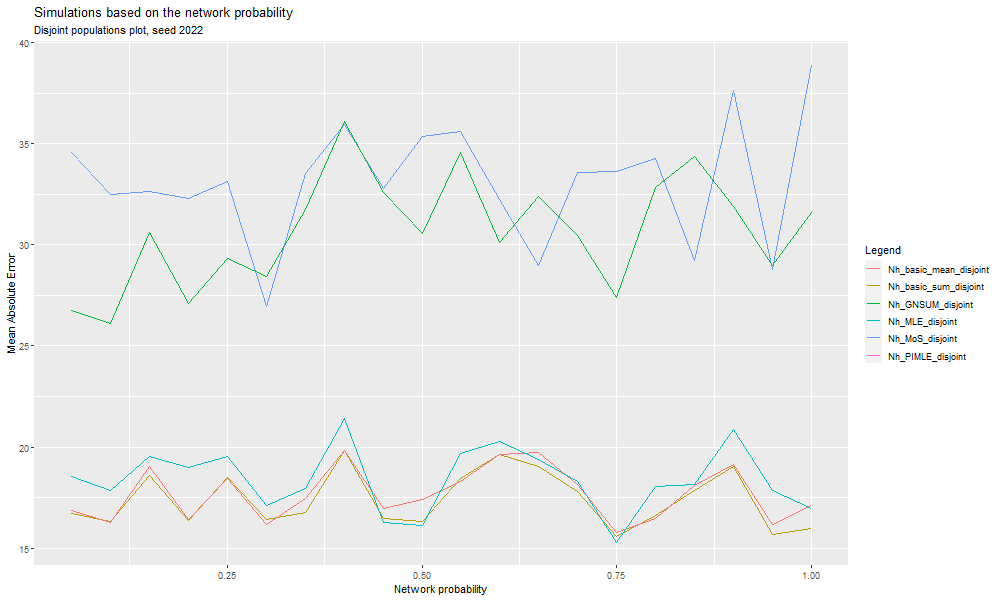 Simulations based on the network probability
Disjoint populations plot, seed 2022
40
35
30
25
20
15
Mean Absolute Error
0.25
0.50
0.75
1.00
Network probability
Legend
Nh_basic_mean_disjoint
Nh_basic_sum_disjoint
Nh_GNSUM_disjoint
Nh_MLE_disjoint
Nh_MoS_disjoint
Nh_PIMLE_disjoint